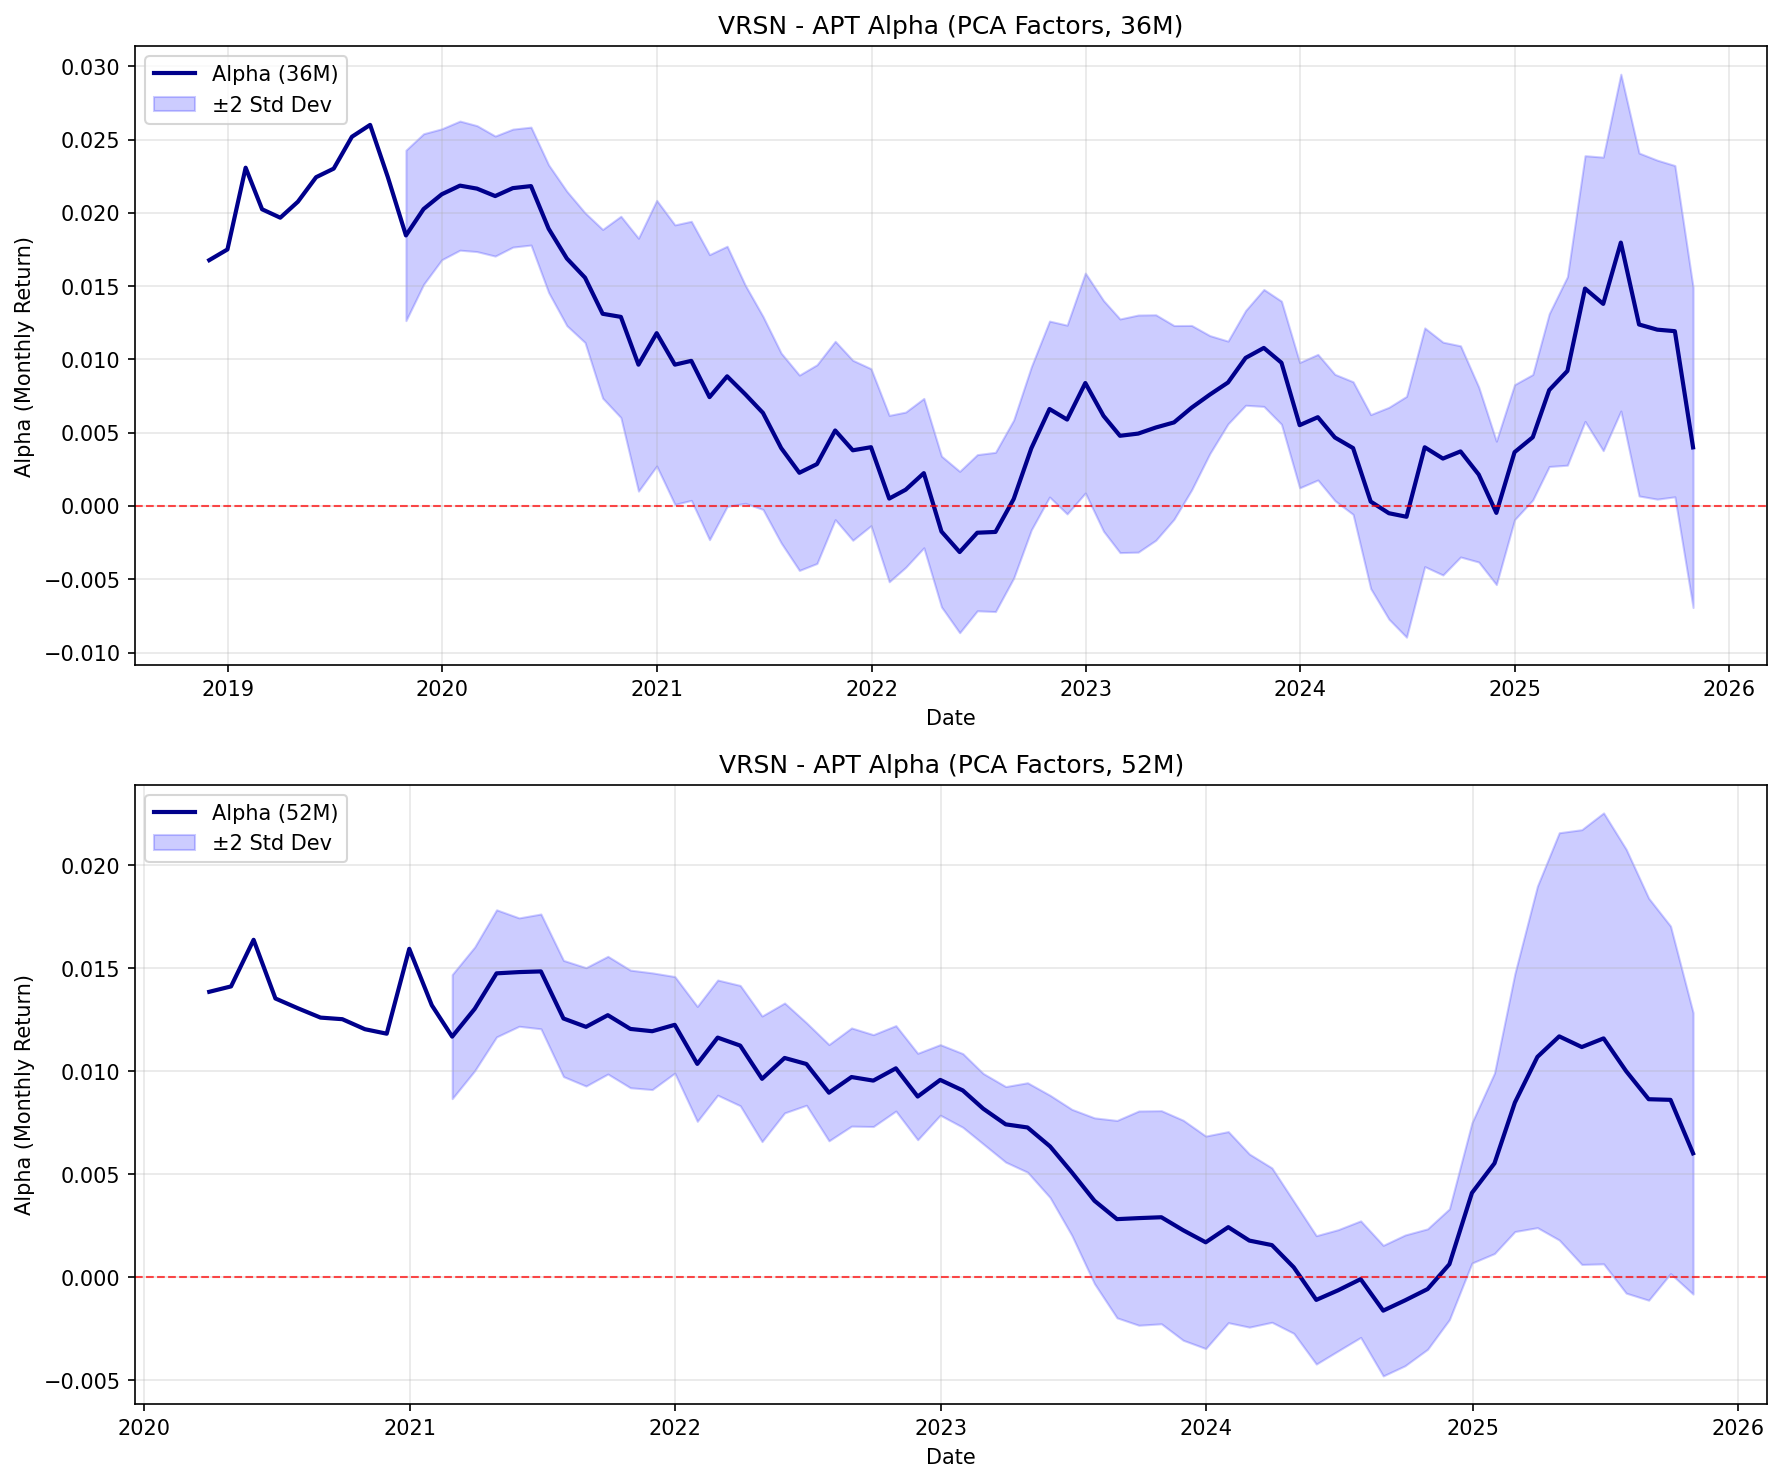 VRSN - APT Alpha (PCA Factors, 36M)
Alpha (36M)
±2 Std Dev
Alpha (Monthly Return)
0.030
0.025
0.020
0.015
0.010
0.005
0.000
−0.005
−0.010
2019 2020 2021 2022 2023 2024 2025 2026
Date
VRSN - APT Alpha (PCA Factors, 52M)
Alpha (52M)
±2 Std Dev
Alpha (Monthly Return)
0.020
0.015
0.010
0.005
0.000
−0.005
2020 2021 2022 2023 2024 2025 2026
Date